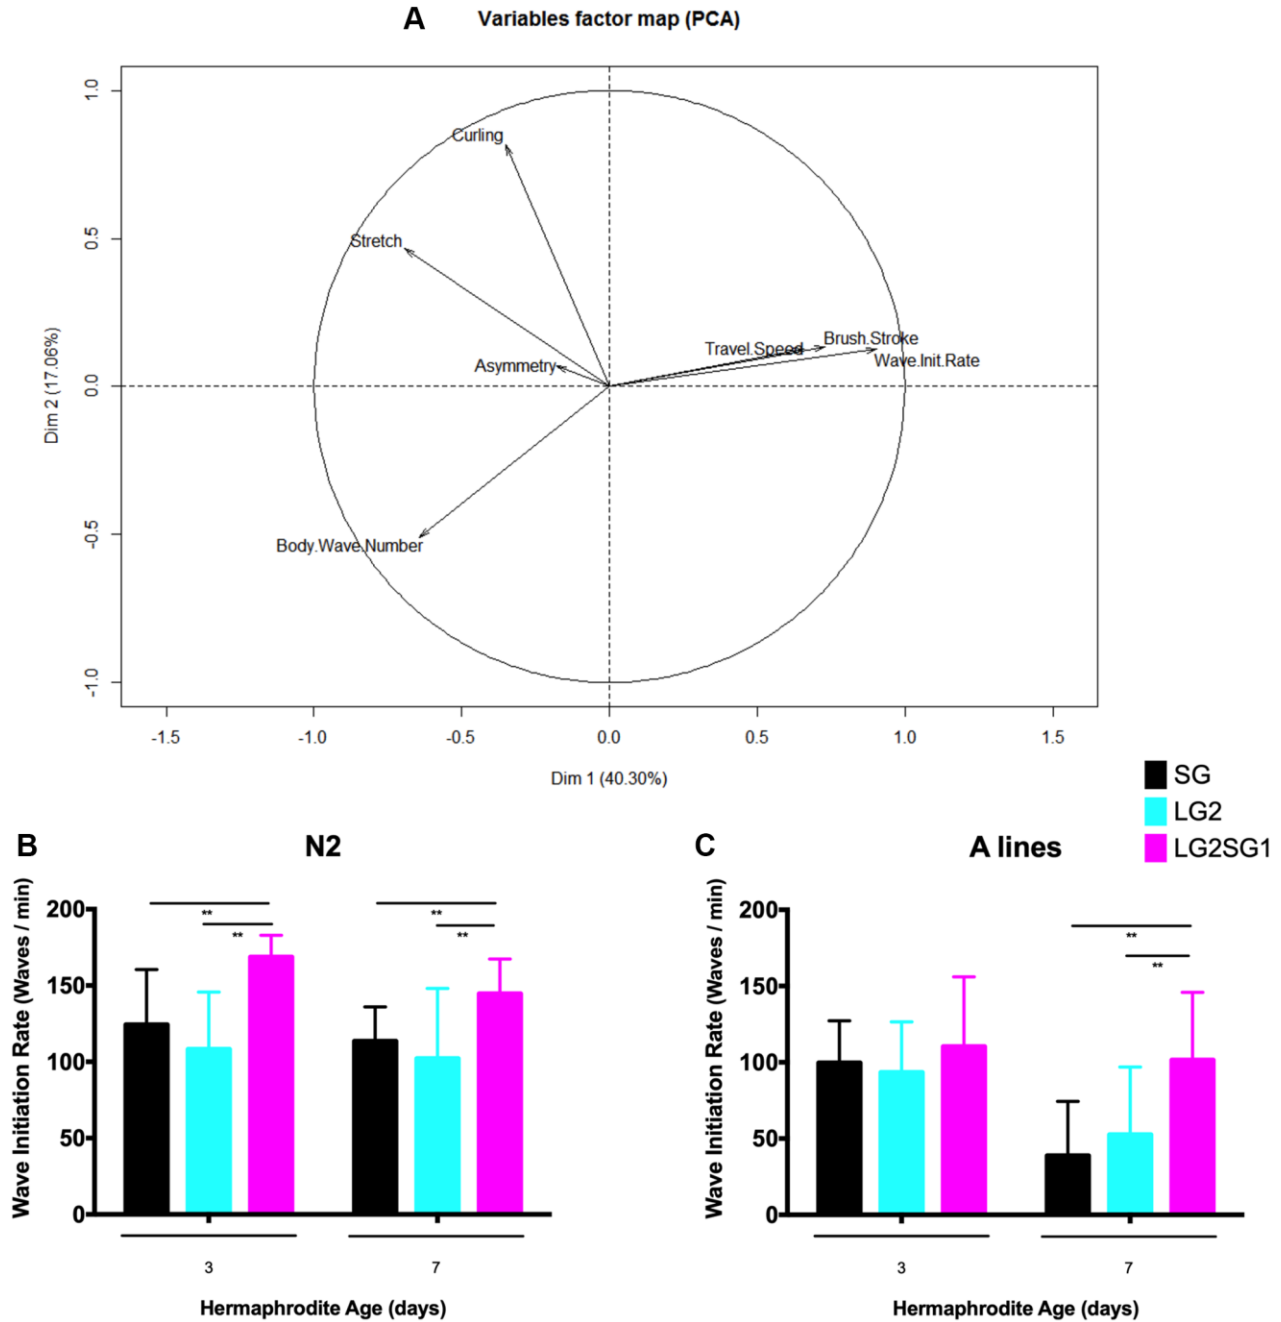 A
Variables factor map (PCA)
1.0
0.5
0.0
-0.5
-1.0
Dim 2 (17.06%)
Curling
Stretch
Asymmetry
Body.Wave.Number
Travel.Speed
Brush.Stroke
Wave.Init.Rate
-1.5
-1.0
-0.5
0.0
0.5
1.0
1.5
Dim 1 (40.30%)
SG
LG2
LG2SG1
B
N2
Wave Initiation Rate (Waves / min)
200
150
100
50
0
**
**
**
**
3
7
Hermaphrodite Age (days)
C
A lines
Wave Initiation Rate (Waves / min)
200
150
100
50
0
**
**
3
7
Hermaphrodite Age (days)